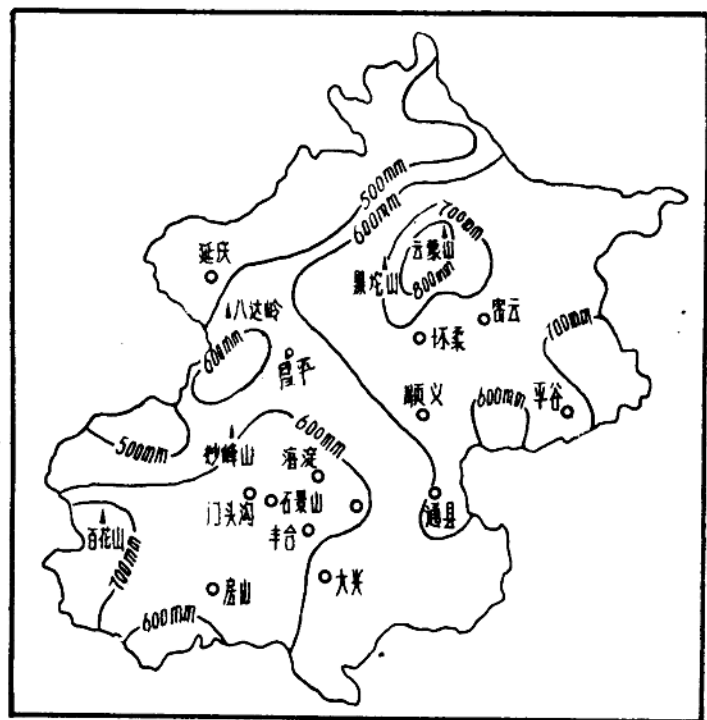 500mm
600mm
700mm
云蒙山
延庆
黑坨山
800mm
八达岭
密云
700mm
怀柔
600mm
昌平
顺义
600mm
平谷
600mm
500mm
妙峰山
海淀
门头沟
石景山
通县
百花山
丰台
700mm
房山
大兴
600mm